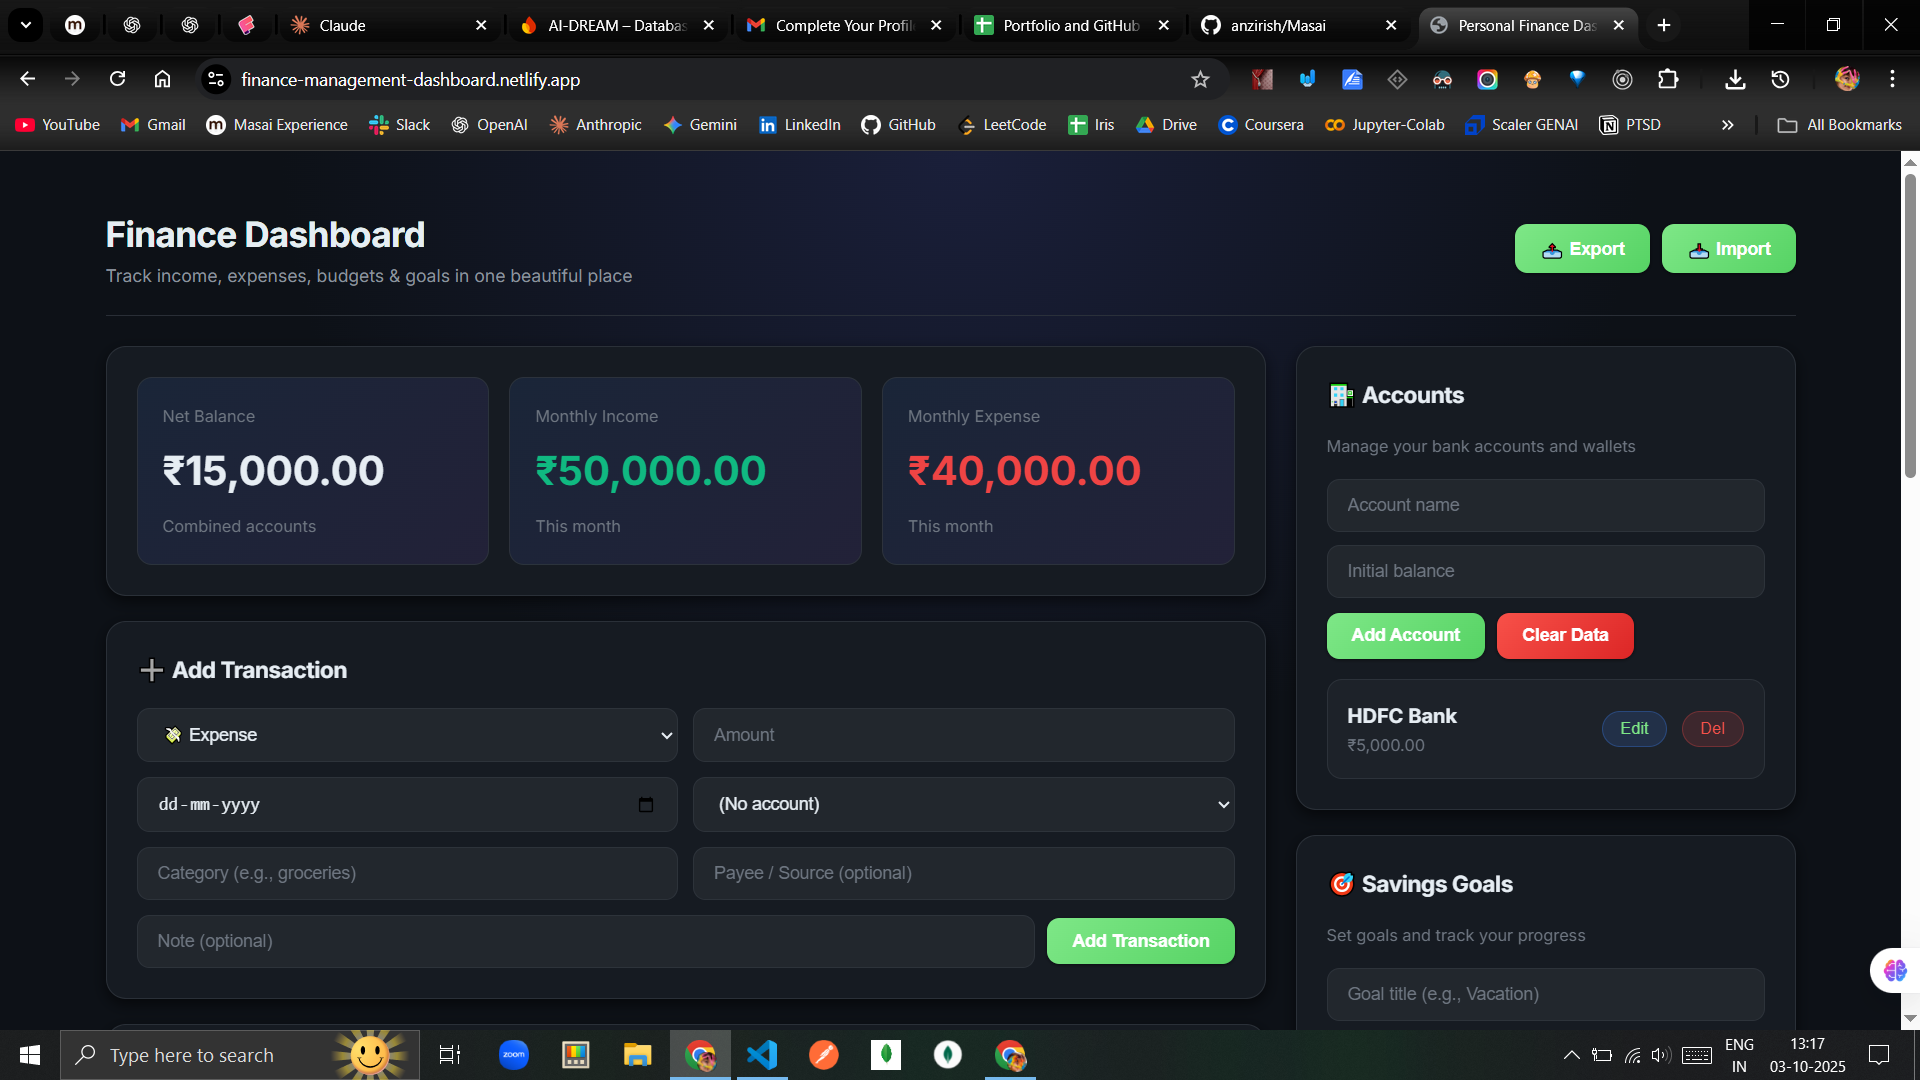 Claude
AI-DREAM – Databas
Complete Your Profil
Portfolio and GitHub
anzirish/Masai
Personal Finance Das
finance-management-dashboard.netlify.app
YouTube
Gmail
Masai Experience
Slack
OpenAI
Anthropic
Gemini
LinkedIn
GitHub
LeetCode
Iris
Drive
Coursera
Jupyter-Colab
Scaler GENAI
PTSD
All Bookmarks
Finance Dashboard
Track income, expenses, budgets & goals in one beautiful place
Export
Import
Net Balance
₹15,000.00
Combined accounts
Monthly Income
₹50,000.00
This month
Monthly Expense
₹40,000.00
This month
Add Transaction
Expense
Amount
dd-mm-yyyy
(No account)
Category (e.g., groceries)
Payee / Source (optional)
Note (optional)
Add Transaction
Accounts
Manage your bank accounts and wallets
Account name
Initial balance
Add Account
Clear Data
HDFC Bank
₹5,000.00
Edit
Del
Savings Goals
Set goals and track your progress
Goal title (e.g., Vacation)
Type here to search
zoom
ENG
IN
13:17
03-10-2025